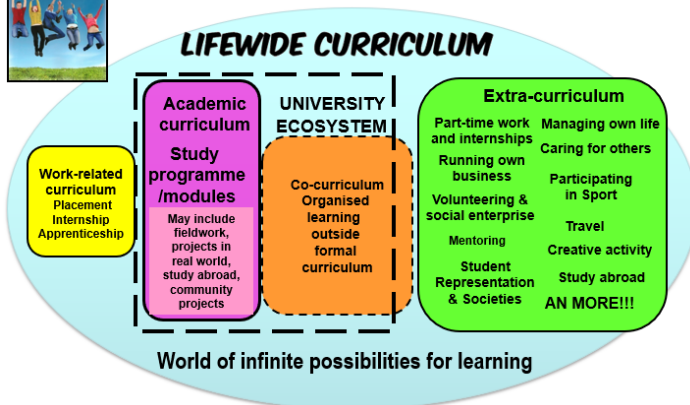 LIFEWIDE CURRICULUM
Work-related
curriculum
Placement
Internship
Apprenticeship
Academic
curriculum
Study
programme
/modules
May include
fieldwork,
projects in
real world,
study abroad,
community
projects
UNIVERSITY
ECOSYSTEM
Co-curriculum
Organised
learning
outside
formal
curriculum
Extra-curriculum
Part-time work
and internships
Running own
business
Volunteering &
social enterprise
Mentoring
Student
Representation
& Societies
Managing own life
Caring for others
Participating
in Sport
Travel
Creative activity
Study abroad
AN MORE!!!
World of infinite possibilities for learning